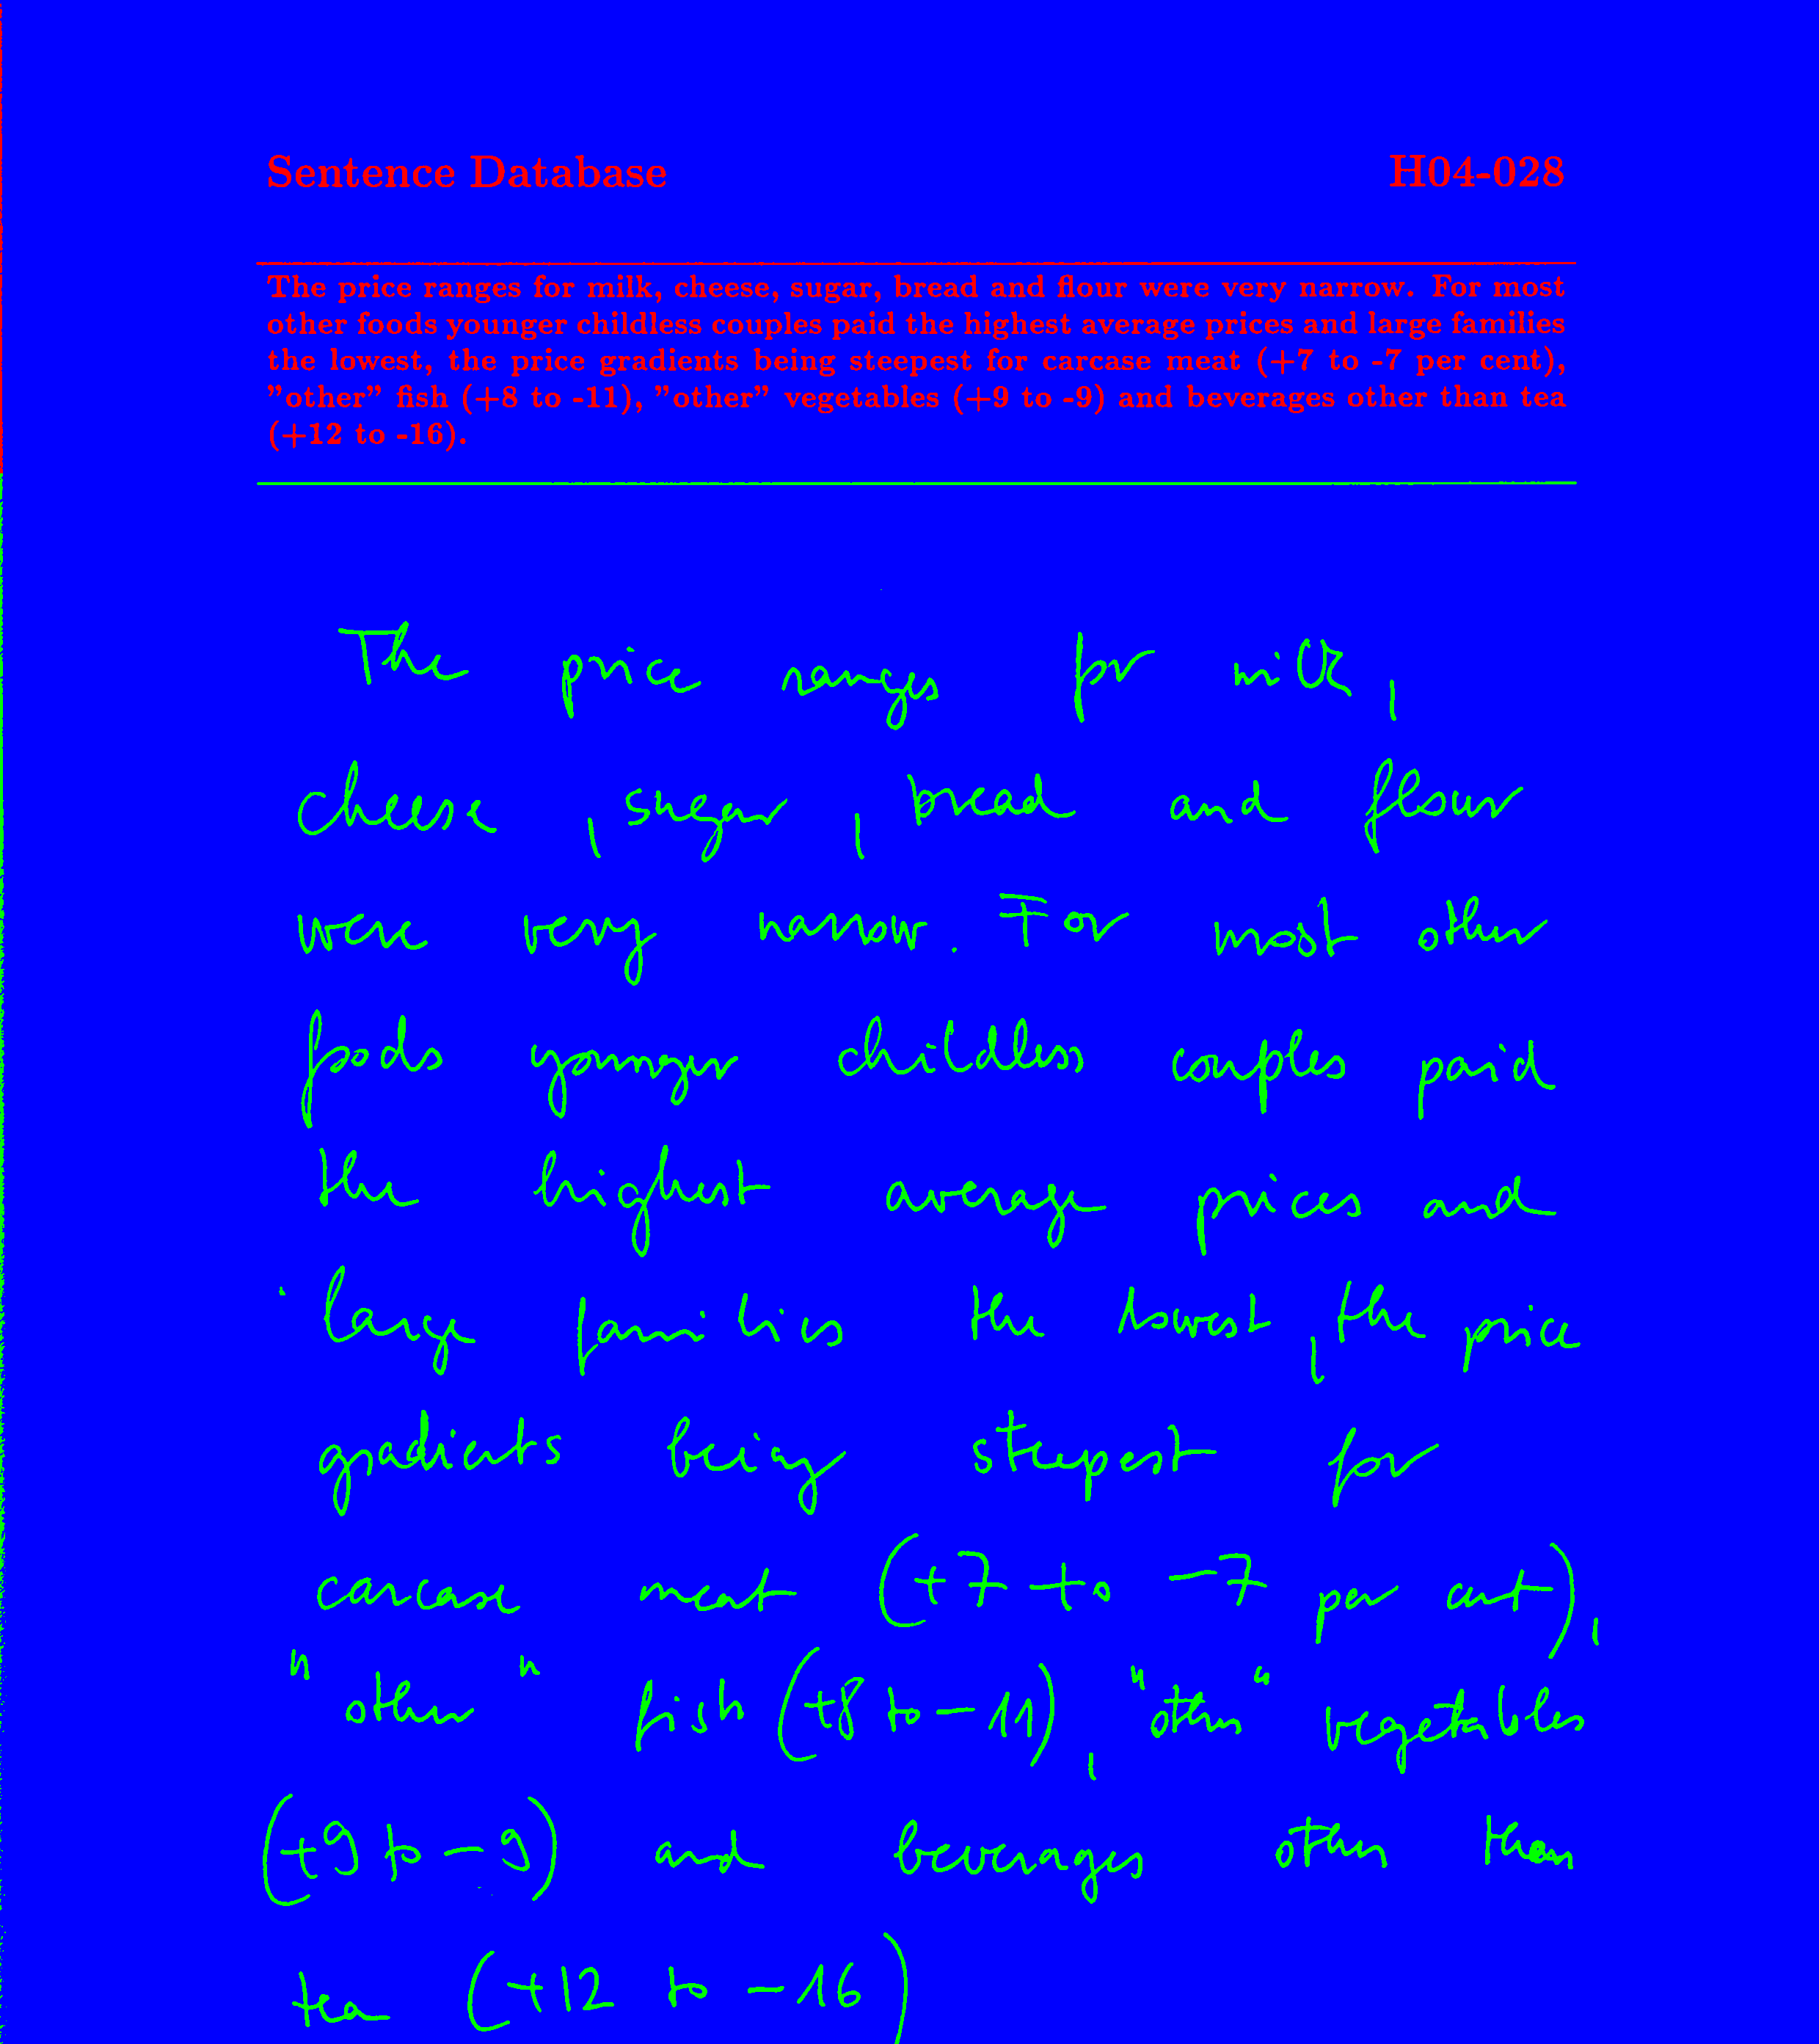 Sentence Database H04-028
The price ranges for milk, cheese, sugar, bread and flour were very narrow. For most
other foods younger childless couples paid the highest average prices and large families
the lowest, the price gradients being steepest for carcase meat (+7 to -7 per cent),
"other" fish (+8 to -11), "other" vegetables (+9 to -9) and beverages other than tea
(+12 to -16).
The price ranges for milk,
cheese, sugar, bread and flour
were very narrow. For most other
foods younger childless couples paid
the highest average prices and
large families the lowest, the price
gradients being steepest for
carcase meat (+7 to -7 per cent),
"other" fish (+8 to -11), "other" vegetables
(+9 to -9) and beverages other than
tea (+12 to -16)